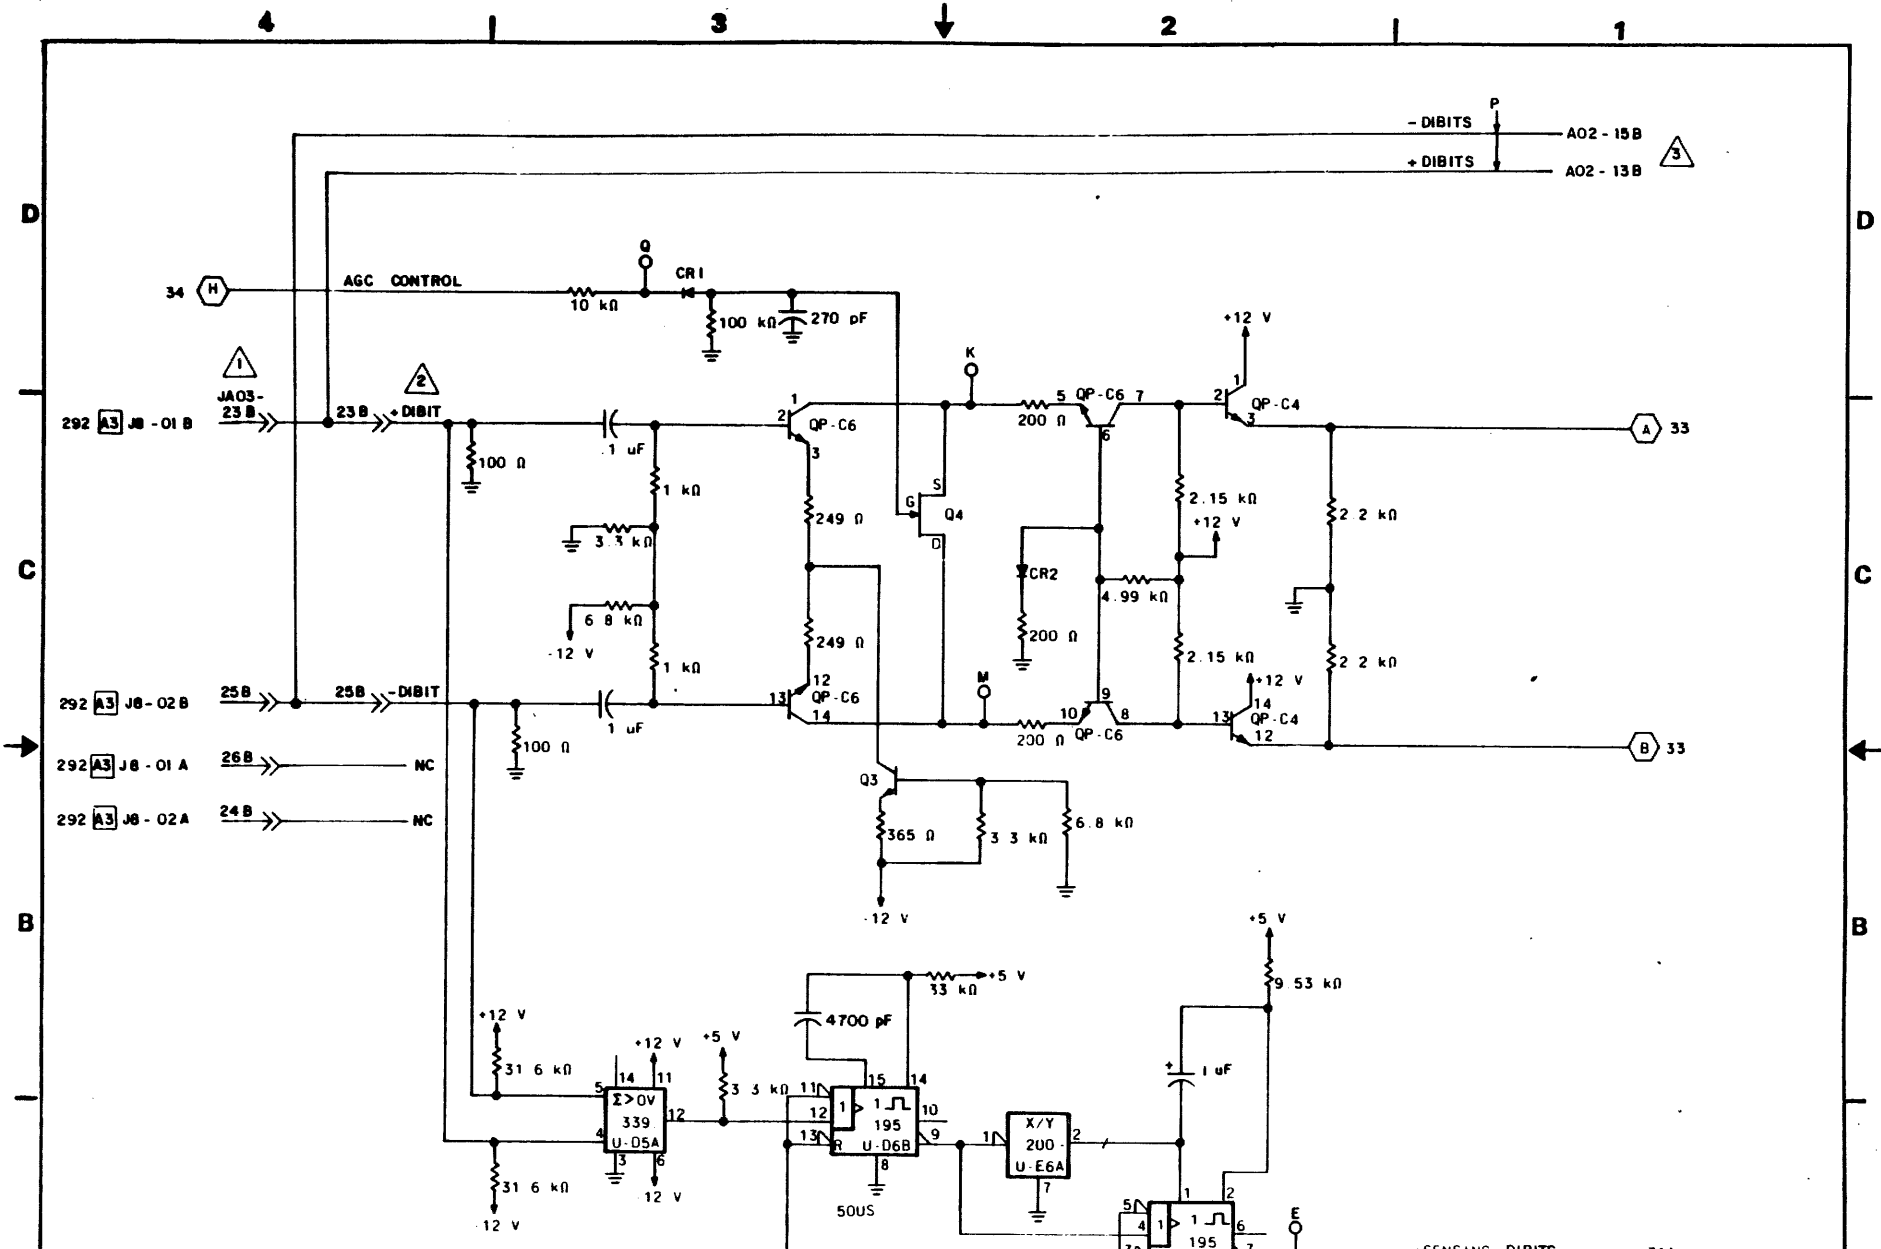 4 3 2 1
P
- DIBITS A02 - 15B
+ DIBITS A02 - 13B
3
D D
Q
CR1
34 H AGC CONTROL
10 kΩ
100 kΩ 270 pF
+12 V
1
2
K
JA03-
292 A3 J8 - 01 B 23B 23B + DIBIT
1
2 QP-C6
3
5 QP-C6 7
6
200 Ω
1
2 QP-C4
3
A 33
100 Ω
.1 uF
1 kΩ
3.3 kΩ
249 Ω
S
G Q4
D
2.15 kΩ
+12 V
2.2 kΩ
C C
CR2
4.99 kΩ
6 8 kΩ
-12 V
249 Ω
200 Ω
2.15 kΩ
2 2 kΩ
1 kΩ
292 A3 J8 - 02 B 25B 25B - DIBIT
12
13 QP-C6
14
M
9
10 8
QP-C6
200 Ω
+12 V
14
13 QP-C4
12
B 33
100 Ω
1 uF
292 A3 J8 - 01 A 26B NC
292 A3 J8 - 02 A 24B NC
Q3
365 Ω
3 3 kΩ
6.8 kΩ
-12 V
B B
+5 V
9 53 kΩ
33 kΩ +5 V
4700 pF
+12 V
31 6 kΩ
+12 V
+5 V
3 3 kΩ
14 11
5 Σ>0V
339
4 U-D5A
12
3 6
-12 V
31 6 kΩ
-12 V
15 14
11
12 1 1
195
13 R U-D6B
10
9
8
50US
X/Y
1 200 2
U-E6A
7
+ 1 uF
1 2
5
4 1 1
195
6
E
SENSING DIBITS